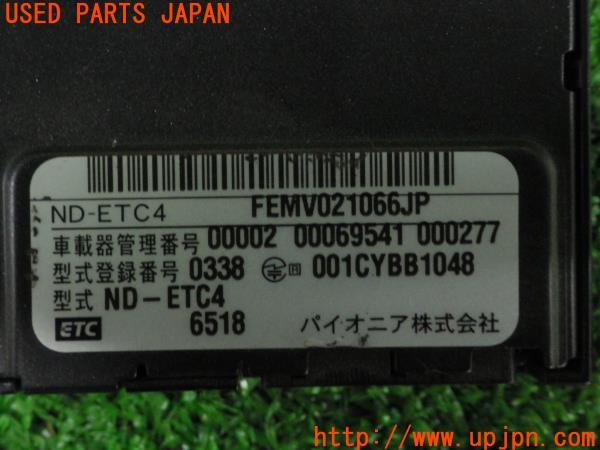 USED PARTS JAPAN
ND-ETC4 FEMV021066JP
車載器管理番号 00002 00069541 000277
型式登録番号 0338 001CYBB1048
型式 ND-ETC4
ETC 6518 パイオニア株式会社
http://www.upjpn.com/